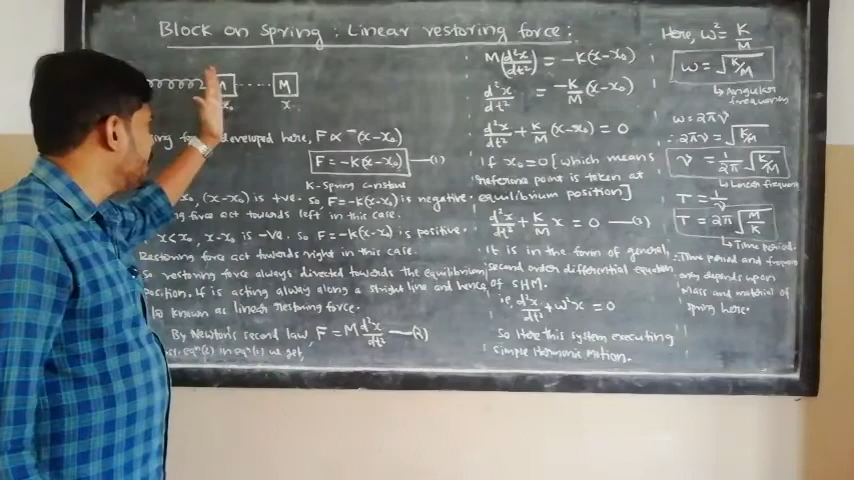 Block on Spring : Linear restoring force :
M M
x₀ x
developed here, F ∝ -(x-x₀)
F = -K(x-x₀) —(1)
K-Spring constant
x₀, (x-x₀) is +ve. So F=-K(x-x₀) is negative.
force act towards left in this case.
x<x₀, x-x₀ is -ve. So F=-K(x-x₀) is positive.
Restoring force act towards right in this case.
So restoring force always directed towards the Equilibrium
position. If is acting alway along a straight line and hence
is known as linear restoring force.
By Newton's second law, F = M d²x/dt² —(2)
in eqⁿ(1) we get,
M(d²x/dt²) = -K(x-x₀)
d²x/dt² = -K/M (x-x₀)
d²x/dt² + K/M (x-x₀) = 0
If x₀=0 [which means
reference point is taken at
equilibrium position]
d²x/dt² + K/M x = 0 —(3)
It is in the form of general
second order differential equation
of SHM.
i.e, d²x/dt² + ω²x = 0
So Here this system executing
simple Harmonic Motion.
Here, ω² = K/M
ω = √K/M
↳ Angular frequency
ω = 2πν
∴ 2πν = √K/M
ν = 1/2π √K/M
↳ Linear frequency
T = 1/ν
T = 2π √M/K
↳ Time period.
∴ Time period and frequency
only depends upon
Mass and material of
spring here.